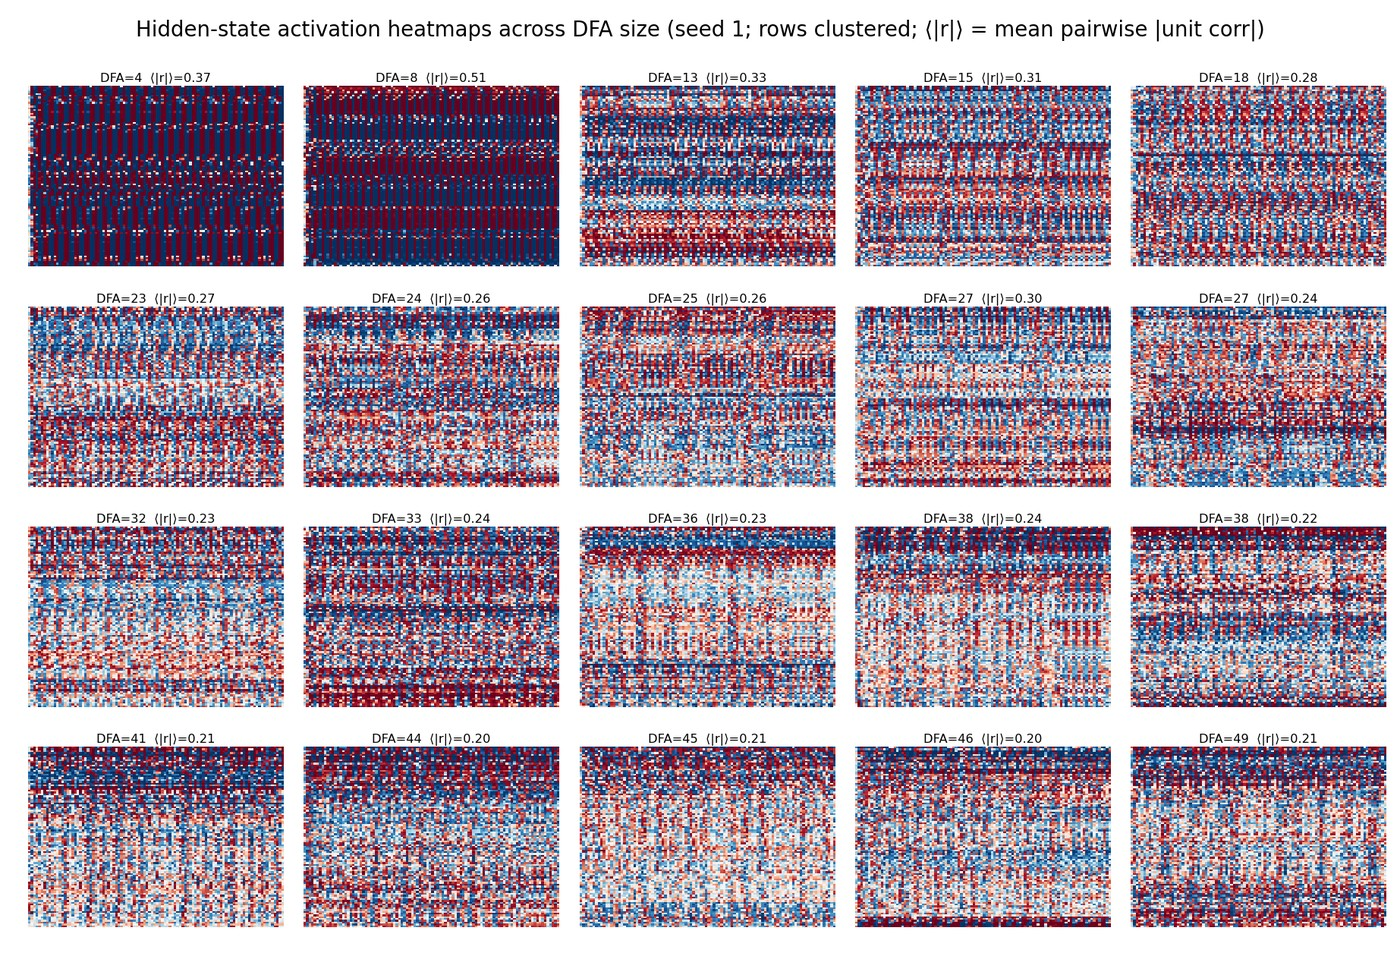 Hidden-state activation heatmaps across DFA size (seed 1; rows clustered; ⟨|r|⟩ = mean pairwise |unit corr|)
DFA=4 ⟨|r|⟩=0.37
DFA=8 ⟨|r|⟩=0.51
DFA=13 ⟨|r|⟩=0.33
DFA=15 ⟨|r|⟩=0.31
DFA=18 ⟨|r|⟩=0.28
DFA=23 ⟨|r|⟩=0.27
DFA=24 ⟨|r|⟩=0.26
DFA=25 ⟨|r|⟩=0.26
DFA=27 ⟨|r|⟩=0.30
DFA=27 ⟨|r|⟩=0.24
DFA=32 ⟨|r|⟩=0.23
DFA=33 ⟨|r|⟩=0.24
DFA=36 ⟨|r|⟩=0.23
DFA=38 ⟨|r|⟩=0.24
DFA=38 ⟨|r|⟩=0.22
DFA=41 ⟨|r|⟩=0.21
DFA=44 ⟨|r|⟩=0.20
DFA=45 ⟨|r|⟩=0.21
DFA=46 ⟨|r|⟩=0.20
DFA=49 ⟨|r|⟩=0.21